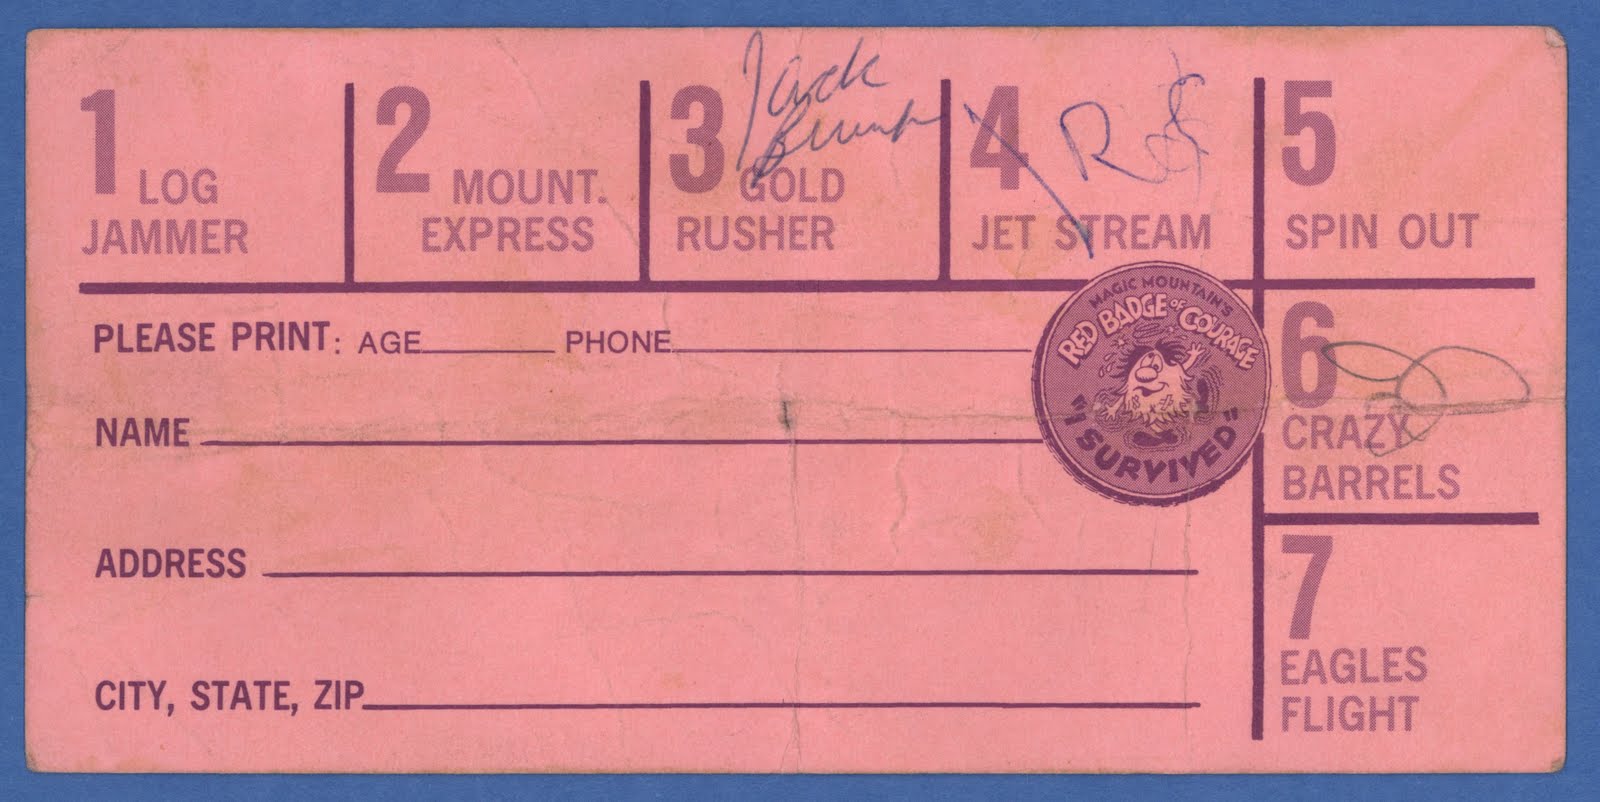 1 LOG
JAMMER
2 MOUNT.
EXPRESS
3 GOLD
RUSHER
Jack
4
JET STREAM
5
SPIN OUT
PLEASE PRINT: AGE PHONE
NAME
ADDRESS
CITY, STATE, ZIP
MAGIC MOUNTAIN'S
RED BADGE OF COURAGE
"I SURVIVED"
6
CRAZY
BARRELS
7
EAGLES
FLIGHT